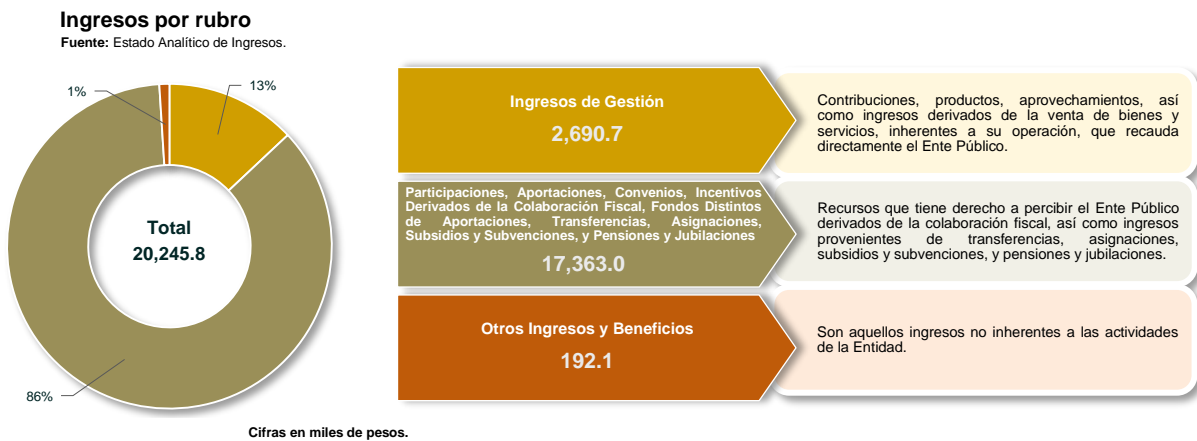 Ingresos por rubro
Fuente: Estado Analítico de Ingresos.
1%
13%
Total
20,245.8
86%
Ingresos de Gestión
2,690.7
Contribuciones, productos, aprovechamientos, así
como ingresos derivados de la venta de bienes y
servicios, inherentes a su operación, que recauda
directamente el Ente Público.
Participaciones, Aportaciones, Convenios, Incentivos
Derivados de la Colaboración Fiscal, Fondos Distintos
de Aportaciones, Transferencias, Asignaciones,
Subsidios y Subvenciones, y Pensiones y Jubilaciones
17,363.0
Recursos que tiene derecho a percibir el Ente Público
derivados de la colaboración fiscal, así como ingresos
provenientes de transferencias, asignaciones,
subsidios y subvenciones, y pensiones y jubilaciones.
Otros Ingresos y Beneficios
192.1
Son aquellos ingresos no inherentes a las actividades
de la Entidad.
Cifras en miles de pesos.